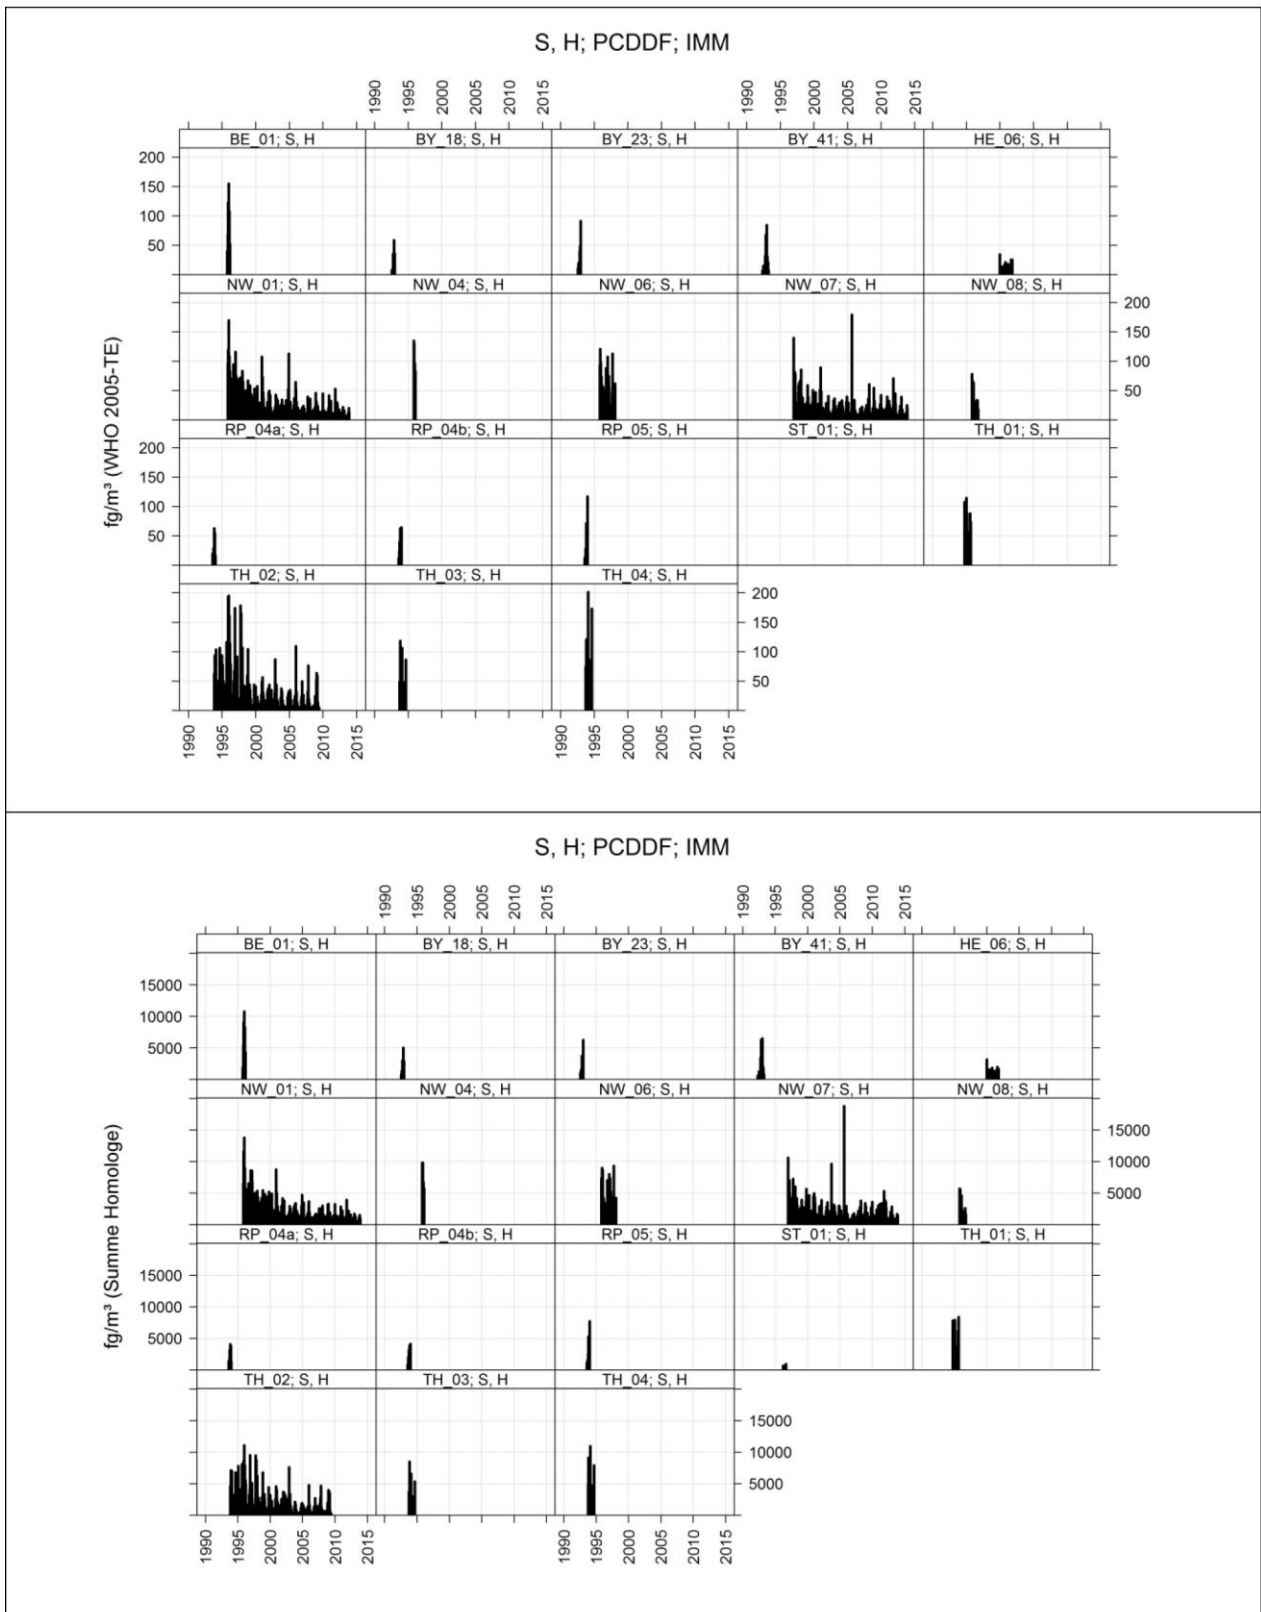 S, H; PCDDF; IMM
1990 1995 2000 2005 2010 2015 1990 1995 2000 2005 2010 2015
BE_01; S, H BY_18; S, H BY_23; S, H BY_41; S, H HE_06; S, H
200
150
100
50
NW_01; S, H NW_04; S, H NW_06; S, H NW_07; S, H NW_08; S, H
200
150
100
50
fg/m³ (WHO 2005-TE)
RP_04a; S, H RP_04b; S, H RP_05; S, H ST_01; S, H TH_01; S, H
200
150
100
50
TH_02; S, H TH_03; S, H TH_04; S, H
200
150
100
50
1990 1995 2000 2005 2010 2015 1990 1995 2000 2005 2010 2015
S, H; PCDDF; IMM
1990 1995 2000 2005 2010 2015 1990 1995 2000 2005 2010 2015
BE_01; S, H BY_18; S, H BY_23; S, H BY_41; S, H HE_06; S, H
15000
10000
5000
NW_01; S, H NW_04; S, H NW_06; S, H NW_07; S, H NW_08; S, H
15000
10000
5000
fg/m³ (Summe Homologe)
RP_04a; S, H RP_04b; S, H RP_05; S, H ST_01; S, H TH_01; S, H
15000
10000
5000
TH_02; S, H TH_03; S, H TH_04; S, H
15000
10000
5000
1990 1995 2000 2005 2010 2015 1990 1995 2000 2005 2010 2015